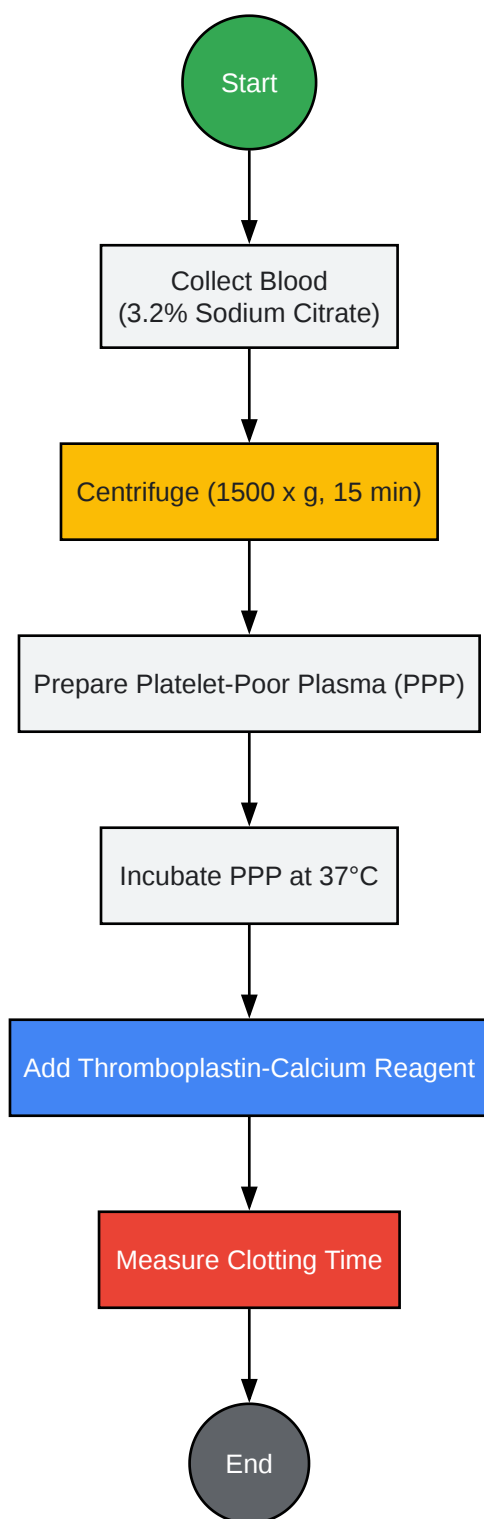 Start
Collect Blood
(3.2% Sodium Citrate)
Centrifuge (1500 x g, 15 min)
Prepare Platelet-Poor Plasma (PPP)
Incubate PPP at 37°C
Add Thromboplastin-Calcium Reagent
Measure Clotting Time
End